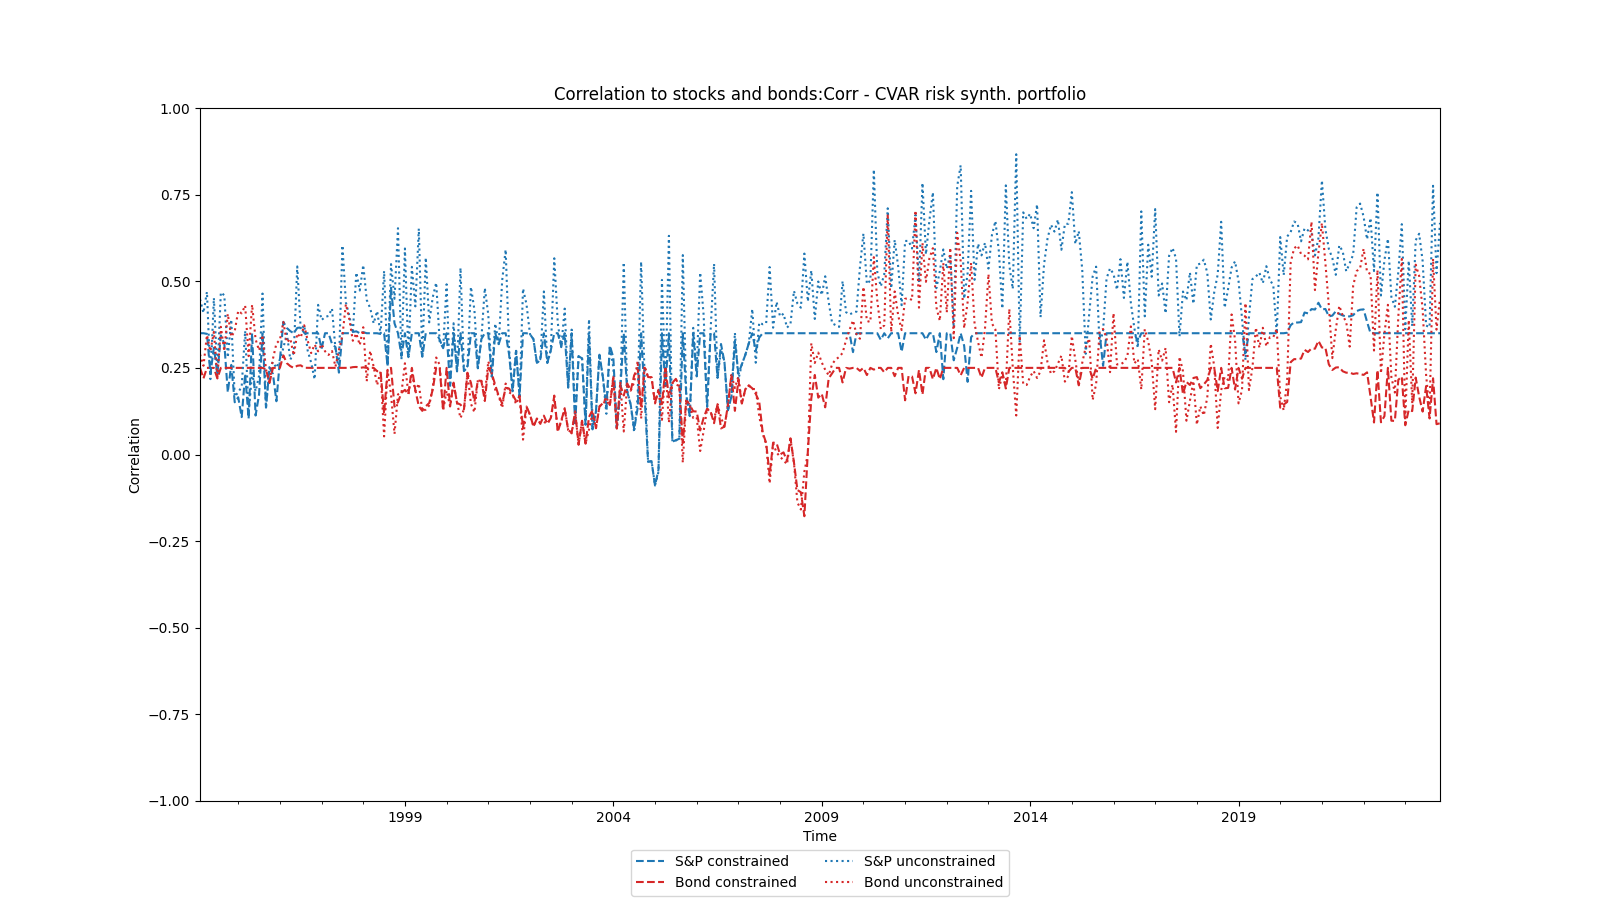 Correlation to stocks and bonds:Corr - CVAR risk synth. portfolio
1.00
0.75
0.50
0.25
0.00
−0.25
−0.50
−0.75
−1.00
Correlation
1999 2004 2009 2014 2019
Time
S&P constrained S&P unconstrained
Bond constrained Bond unconstrained